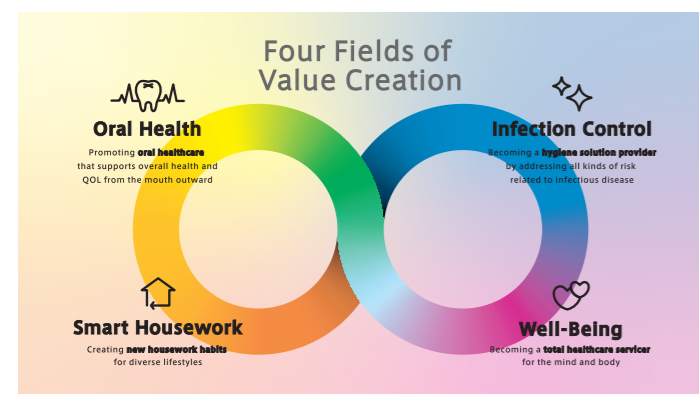 Four Fields of
Value Creation
Oral Health
Promoting oral healthcare
that supports overall health and
QOL from the mouth outward
Infection Control
Becoming a hygiene solution provider
by addressing all kinds of risk
related to infectious disease
Smart Housework
Creating new housework habits
for diverse lifestyles
Well-Being
Becoming a total healthcare servicer
for the mind and body